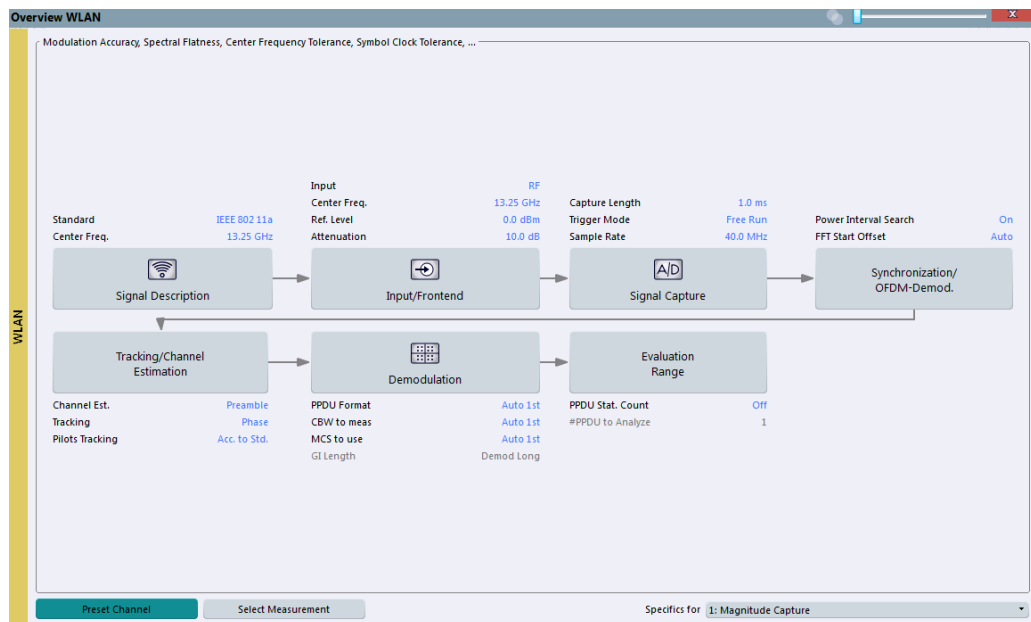 Overview WLAN
X
WLAN
Modulation Accuracy, Spectral Flatness, Center Frequency Tolerance, Symbol Clock Tolerance, ...
Input RF
Center Freq. 13.25 GHz Capture Length 1.0 ms
Standard IEEE 802 11a Ref. Level 0.0 dBm Trigger Mode Free Run Power Interval Search On
Center Freq. 13.25 GHz Attenuation 10.0 dB Sample Rate 40.0 MHz FFT Start Offset Auto
Signal Description
Input/Frontend
A/D
Signal Capture
Synchronization/
OFDM-Demod.
Tracking/Channel
Estimation
Demodulation
Evaluation
Range
Channel Est. Preamble PPDU Format Auto 1st PPDU Stat. Count Off
Tracking Phase CBW to meas Auto 1st #PPDU to Analyze 1
Pilots Tracking Acc. to Std. MCS to use Auto 1st
GI Length Demod Long
Preset Channel Select Measurement Specifics for 1: Magnitude Capture